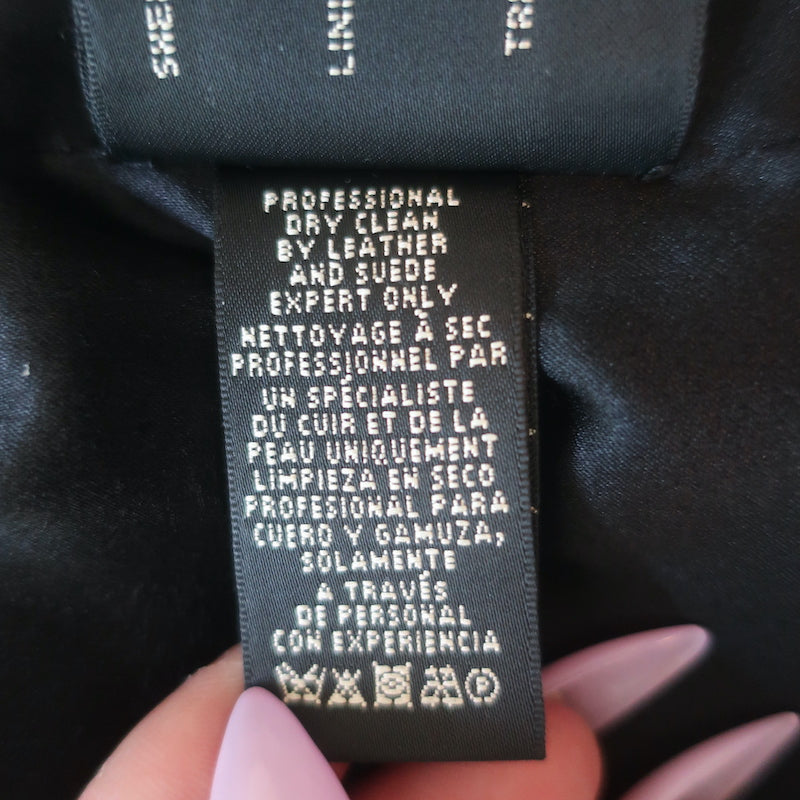 PROFESSIONAL
DRY CLEAN
BY LEATHER
AND SUEDE
EXPERT ONLY
NETTOYAGE À SEC
PROFESSIONNEL PAR
UN SPÉCIALISTE
DU CUIR ET DE LA
PEAU UNIQUEMENT
LIMPIEZA EN SECO
PROFESIONAL PARA
CUERO Y GAMUZA,
SOLAMENTE
A TRAVÉS
DE PERSONAL
CON EXPERIENCIA
P